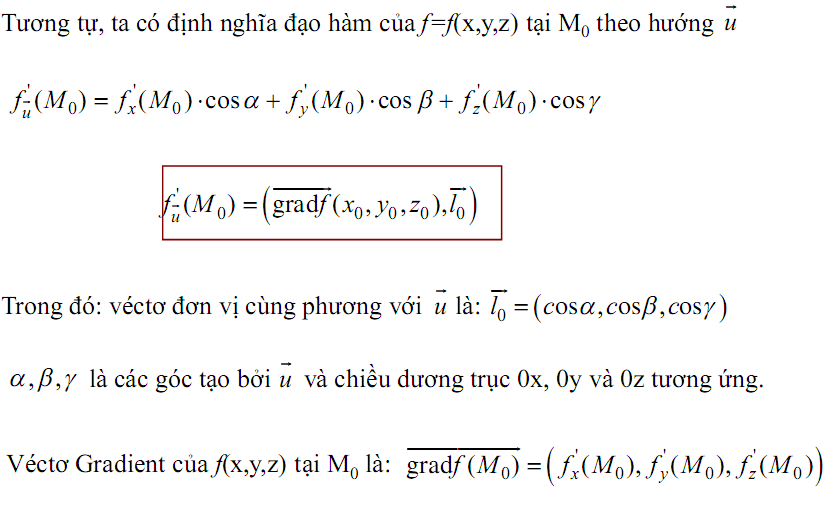 Tương tự, ta có định nghĩa đạo hàm của f=f(x,y,z) tại M₀ theo hướng $\vec{u}$
$f'_{\vec{u}}(M_0) = f'_x(M_0)\cdot\cos\alpha + f'_y(M_0)\cdot\cos\beta + f'_z(M_0)\cdot\cos\gamma$
$f'_{\vec{u}}(M_0) = \left(\overrightarrow{\text{grad}f}(x_0, y_0, z_0), \overrightarrow{l_0}\right)$
Trong đó: véctơ đơn vị cùng phương với $\vec{u}$ là: $\overrightarrow{l_0} = (cos\alpha, cos\beta, cos\gamma)$
$\alpha, \beta, \gamma$ là các góc tạo bởi $\vec{u}$ và chiều dương trục 0x, 0y và 0z tương ứng.
Véctơ Gradient của f(x,y,z) tại M₀ là: $\overrightarrow{\text{grad}f(M_0)} = \left(f'_x(M_0), f'_y(M_0), f'_z(M_0)\right)$